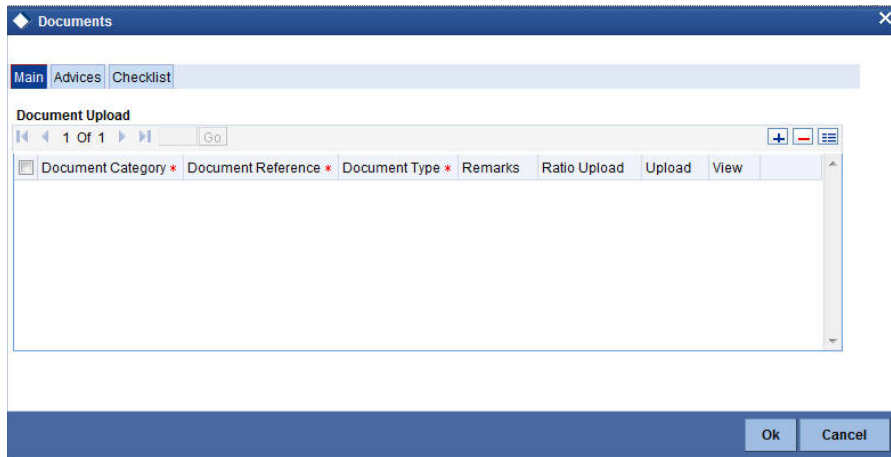 Documents
Main Advices Checklist
Document Upload
1 Of 1 Go
Document Category * Document Reference * Document Type * Remarks Ratio Upload Upload View
Ok Cancel